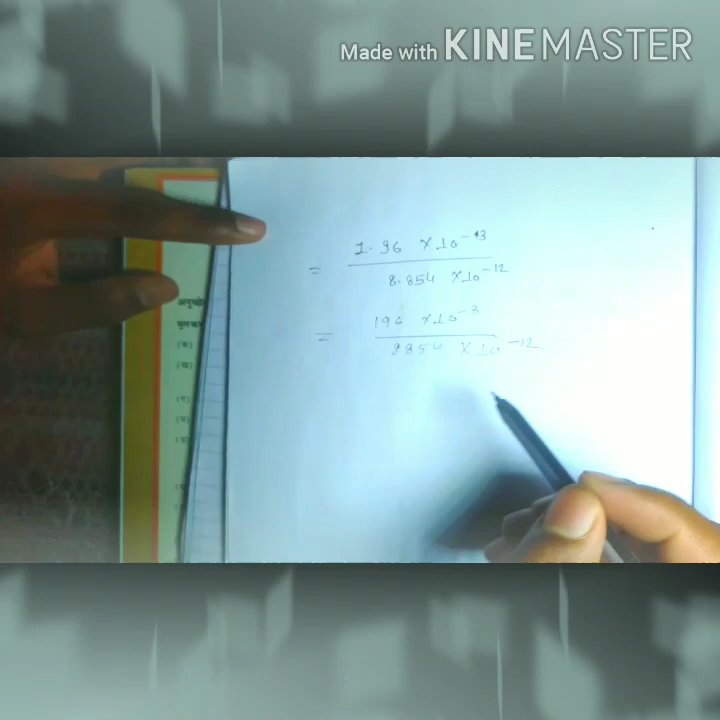 Made with KINEMASTER
= 1.96 × 10⁻¹³ / 8.854 × 10⁻¹²
= 196 × 10⁻³ / 8854 × 10⁻¹²
(क)
(ख)
(ग)